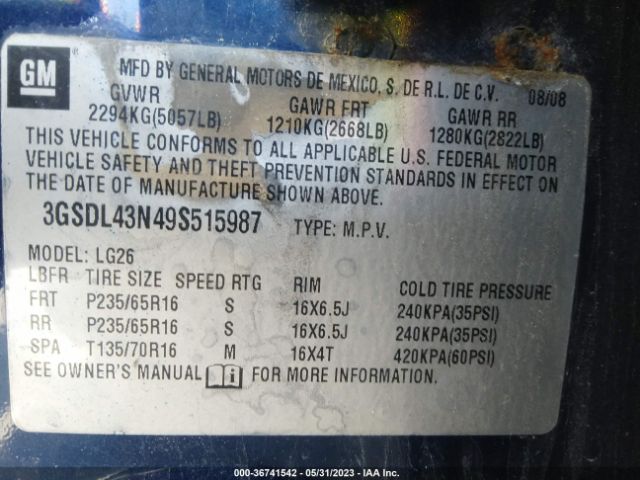 GM
MFD BY GENERAL MOTORS DE MEXICO, S. DE R.L. DE C.V. 08/08
GVWR GAWR FRT GAWR RR
2294KG(5057LB) 1210KG(2668LB) 1280KG(2822LB)
THIS VEHICLE CONFORMS TO ALL APPLICABLE U.S. FEDERAL MOTOR
VEHICLE SAFETY AND THEFT PREVENTION STANDARDS IN EFFECT ON
THE DATE OF MANUFACTURE SHOWN ABOVE.
3GSDL43N49S515987 TYPE: M.P.V.
MODEL: LG26
LBFR TIRE SIZE SPEED RTG RIM COLD TIRE PRESSURE
FRT P235/65R16 S 16X6.5J 240KPA(35PSI)
RR P235/65R16 S 16X6.5J 240KPA(35PSI)
SPA T135/70R16 M 16X4T 420KPA(60PSI)
SEE OWNER'S MANUAL i FOR MORE INFORMATION.
000-36741542 - 05/31/2023 - IAA Inc.